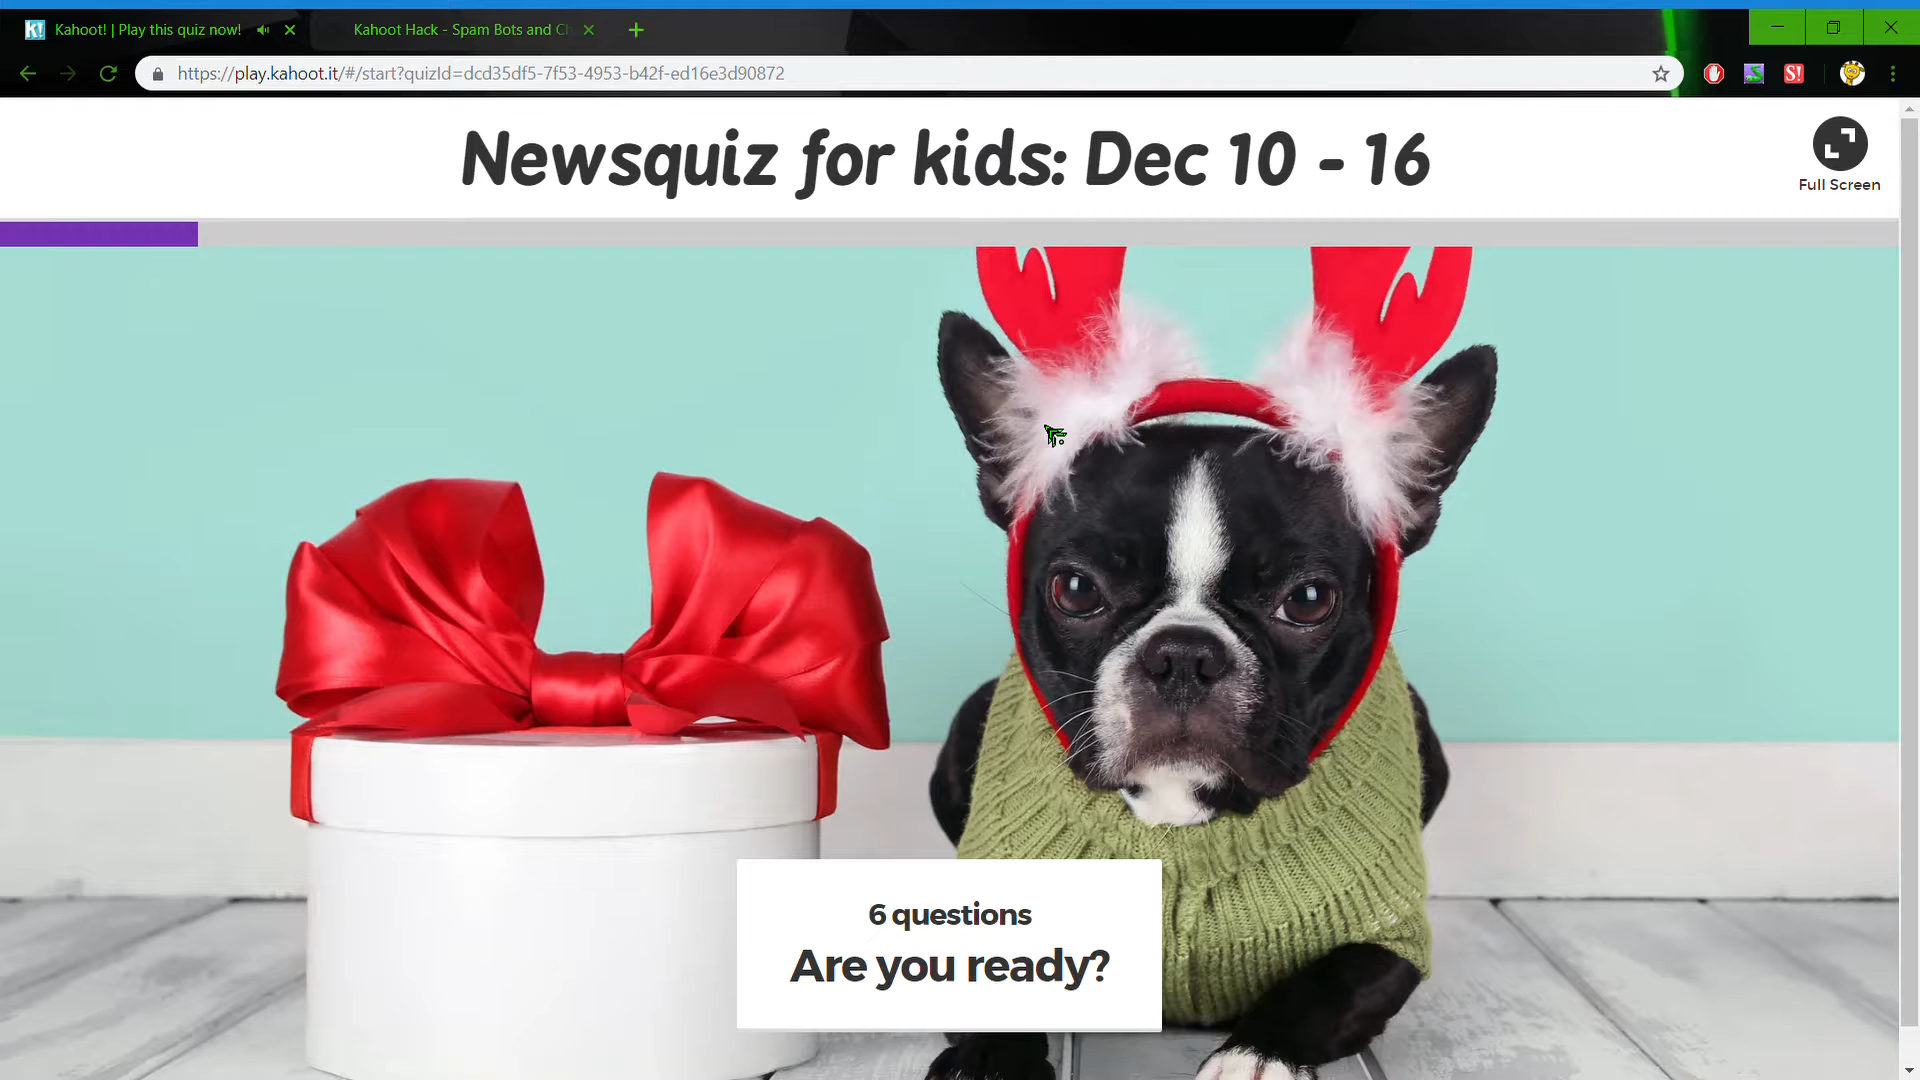 Kahoot! | Play this quiz now!
Kahoot Hack - Spam Bots and Ch
https://play.kahoot.it/#/start?quizId=dcd35df5-7f53-4953-b42f-ed16e3d90872
Newsquiz for kids: Dec 10 - 16
Full Screen
6 questions
Are you ready?